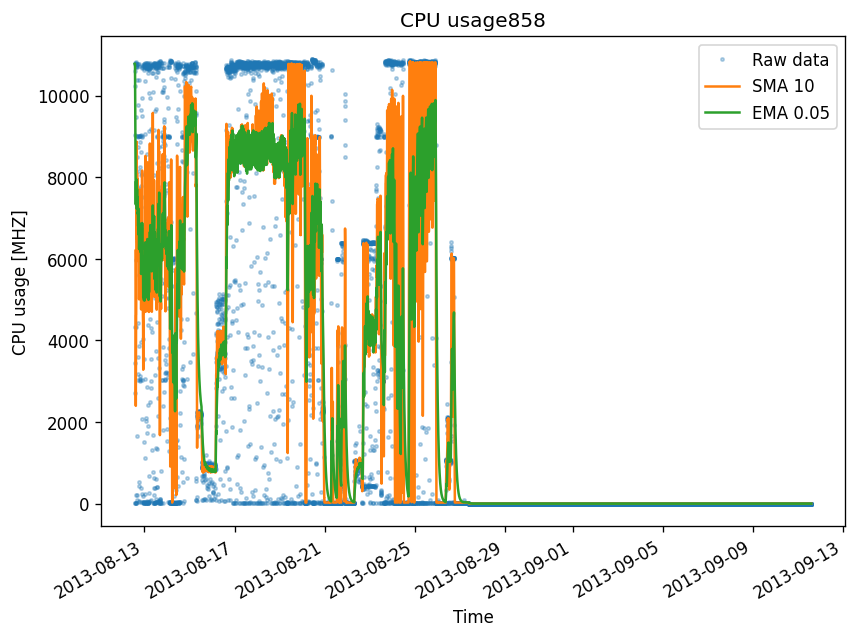 CPU usage858
Raw data
SMA 10
EMA 0.05
CPU usage [MHZ]
10000
8000
6000
4000
2000
0
2013-08-13
2013-08-17
2013-08-21
2013-08-25
2013-08-29
2013-09-01
2013-09-05
2013-09-09
2013-09-13
Time